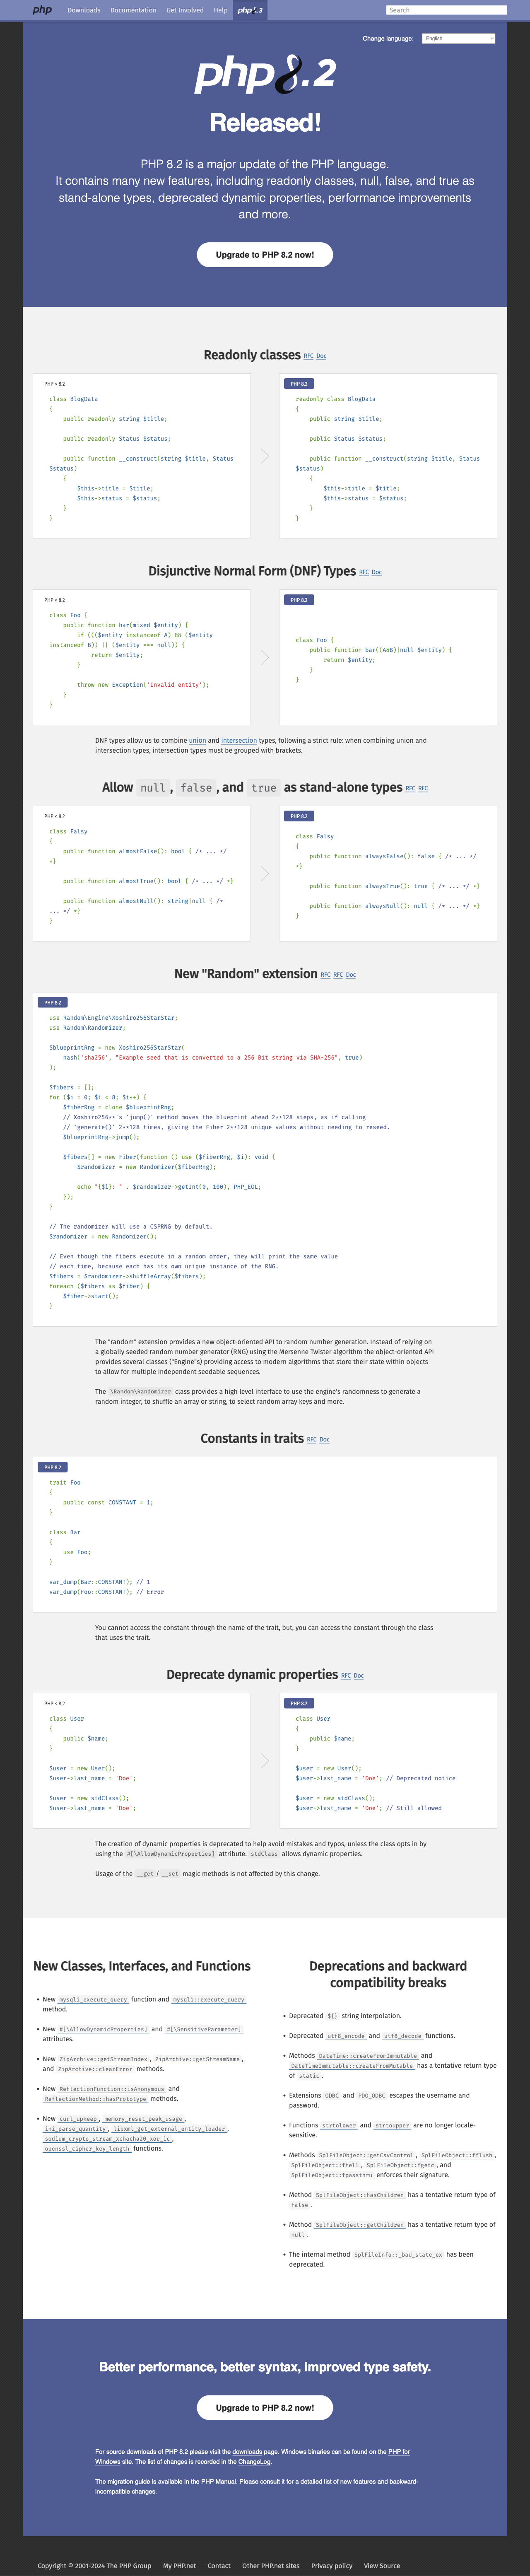 php Downloads Documentation Get Involved Help php8.3 Search
Change language: English
php8.2
Released!
PHP 8.2 is a major update of the PHP language.
It contains many new features, including readonly classes, null, false, and true as
stand-alone types, deprecated dynamic properties, performance improvements
and more.
Upgrade to PHP 8.2 now!
Readonly classes RFC Doc
PHP < 8.2
class BlogData
{
public readonly string $title;
public readonly Status $status;
public function __construct(string $title, Status
$status)
{
$this->title = $title;
$this->status = $status;
}
}
PHP 8.2
readonly class BlogData
{
public string $title;
public Status $status;
public function __construct(string $title, Status
$status)
{
$this->title = $title;
$this->status = $status;
}
}
Disjunctive Normal Form (DNF) Types RFC Doc
PHP < 8.2
class Foo {
public function bar(mixed $entity) {
if ((($entity instanceof A) && ($entity
instanceof B)) || ($entity === null)) {
return $entity;
}
throw new Exception('Invalid entity');
}
}
PHP 8.2
class Foo {
public function bar((A&B)|null $entity) {
return $entity;
}
}
DNF types allow us to combine union and intersection types, following a strict rule: when combining union and
intersection types, intersection types must be grouped with brackets.
Allow null, false, and true as stand-alone types RFC RFC
PHP < 8.2
class Falsy
{
public function almostFalse(): bool { /* ... */
*}
public function almostTrue(): bool { /* ... */ *}
public function almostNull(): string|null { /*
... */ *}
}
PHP 8.2
class Falsy
{
public function alwaysFalse(): false { /* ... */
*}
public function alwaysTrue(): true { /* ... */ *}
public function alwaysNull(): null { /* ... */ *}
}
New "Random" extension RFC RFC Doc
PHP 8.2
use Random\Engine\Xoshiro256StarStar;
use Random\Randomizer;
$blueprintRng = new Xoshiro256StarStar(
hash('sha256', "Example seed that is converted to a 256 Bit string via SHA-256", true)
);
$fibers = [];
for ($i = 0; $i < 8; $i++) {
$fiberRng = clone $blueprintRng;
// Xoshiro256**'s 'jump()' method moves the blueprint ahead 2**128 steps, as if calling
// 'generate()' 2**128 times, giving the Fiber 2**128 unique values without needing to reseed.
$blueprintRng->jump();
$fibers[] = new Fiber(function () use ($fiberRng, $i): void {
$randomizer = new Randomizer($fiberRng);
echo "{$i}: " . $randomizer->getInt(0, 100), PHP_EOL;
});
}
// The randomizer will use a CSPRNG by default.
$randomizer = new Randomizer();
// Even though the fibers execute in a random order, they will print the same value
// each time, because each has its own unique instance of the RNG.
$fibers = $randomizer->shuffleArray($fibers);
foreach ($fibers as $fiber) {
$fiber->start();
}
The "random" extension provides a new object-oriented API to random number generation. Instead of relying on
a globally seeded random number generator (RNG) using the Mersenne Twister algorithm the object-oriented API
provides several classes ("Engine"s) providing access to modern algorithms that store their state within objects
to allow for multiple independent seedable sequences.
The \Random\Randomizer class provides a high level interface to use the engine's randomness to generate a
random integer, to shuffle an array or string, to select random array keys and more.
Constants in traits RFC Doc
PHP 8.2
trait Foo
{
public const CONSTANT = 1;
}
class Bar
{
use Foo;
}
var_dump(Bar::CONSTANT); // 1
var_dump(Foo::CONSTANT); // Error
You cannot access the constant through the name of the trait, but, you can access the constant through the class
that uses the trait.
Deprecate dynamic properties RFC Doc
PHP < 8.2
class User
{
public $name;
}
$user = new User();
$user->last_name = 'Doe';
$user = new stdClass();
$user->last_name = 'Doe';
PHP 8.2
class User
{
public $name;
}
$user = new User();
$user->last_name = 'Doe'; // Deprecated notice
$user = new stdClass();
$user->last_name = 'Doe'; // Still allowed
The creation of dynamic properties is deprecated to help avoid mistakes and typos, unless the class opts in by
using the #[\AllowDynamicProperties] attribute. stdClass allows dynamic properties.
Usage of the __get / __set magic methods is not affected by this change.
New Classes, Interfaces, and Functions
• New mysqli_execute_query function and mysqli::execute_query
method.
• New #[\AllowDynamicProperties] and #[\SensitiveParameter]
attributes.
• New ZipArchive::getStreamIndex, ZipArchive::getStreamName,
and ZipArchive::clearError methods.
• New ReflectionFunction::isAnonymous and
ReflectionMethod::hasPrototype methods.
• New curl_upkeep, memory_reset_peak_usage,
ini_parse_quantity, libxml_get_external_entity_loader,
sodium_crypto_stream_xchacha20_xor_ic,
openssl_cipher_key_length functions.
Deprecations and backward
compatibility breaks
• Deprecated ${} string interpolation.
• Deprecated utf8_encode and utf8_decode functions.
• Methods DateTime::createFromImmutable and
DateTimeImmutable::createFromMutable has a tentative return type
of static.
• Extensions ODBC and PDO_ODBC escapes the username and
password.
• Functions strtolower and strtoupper are no longer locale-
sensitive.
• Methods SplFileObject::getCsvControl, SplFileObject::fflush,
SplFileObject::ftell, SplFileObject::fgetc, and
SplFileObject::fpassthru enforces their signature.
• Method SplFileObject::hasChildren has a tentative return type of
false.
• Method SplFileObject::getChildren has a tentative return type of
null.
• The internal method SplFileInfo::_bad_state_ex has been
deprecated.
Better performance, better syntax, improved type safety.
Upgrade to PHP 8.2 now!
For source downloads of PHP 8.2 please visit the downloads page. Windows binaries can be found on the PHP for
Windows site. The list of changes is recorded in the ChangeLog.
The migration guide is available in the PHP Manual. Please consult it for a detailed list of new features and backward-
incompatible changes.
Copyright © 2001-2024 The PHP Group My PHP.net Contact Other PHP.net sites Privacy policy View Source